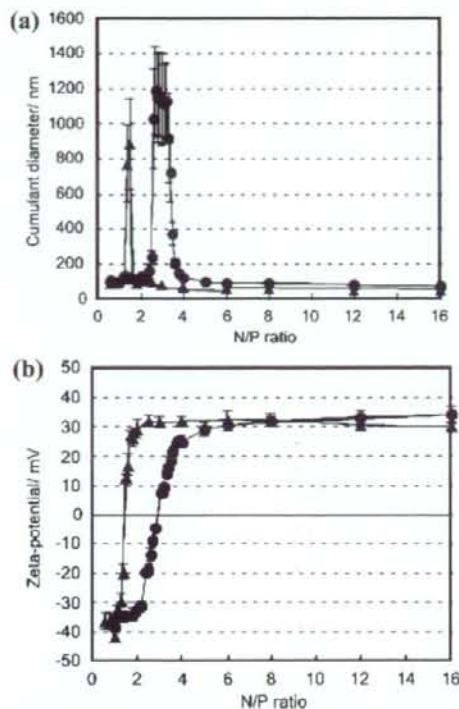 (a)
1600
1400
1200
1000
800
600
400
200
0
Cumulant diameter/ nm
0 2 4 6 8 10 12 14 16
N/P ratio
(b)
50
40
30
20
10
0
-10
-20
-30
-40
-50
Zeta-potential/ mV
0 2 4 6 8 10 12 14 16
N/P ratio